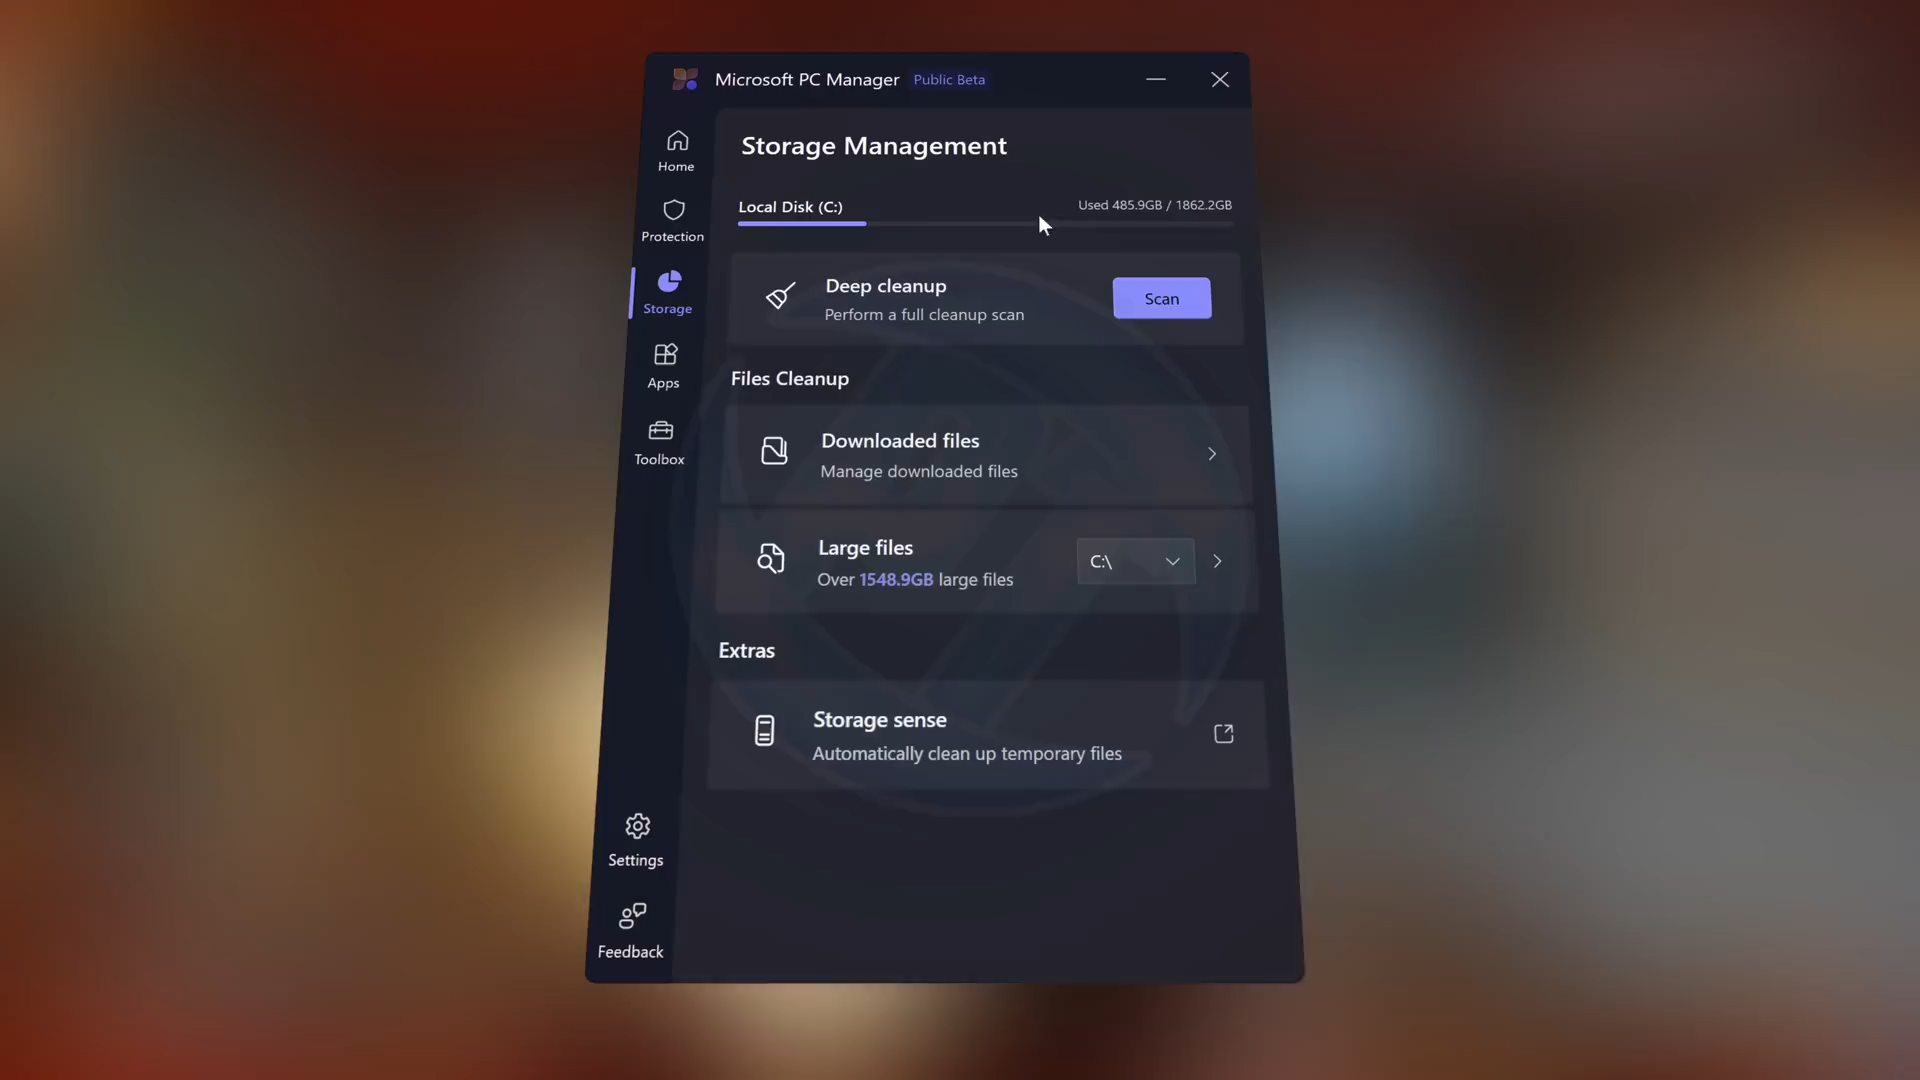 Microsoft PC Manager Public Beta
Home
Protection
Storage
Apps
Toolbox
Settings
Feedback
Storage Management
Local Disk (C:) Used 485.9GB / 1862.2GB
Deep cleanup
Perform a full cleanup scan
Scan
Files Cleanup
Downloaded files
Manage downloaded files
Large files
Over 1548.9GB large files
C:\
Extras
Storage sense
Automatically clean up temporary files